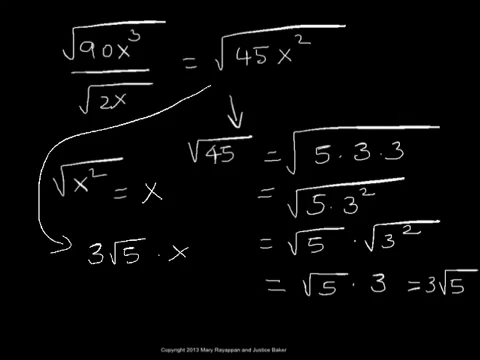 √90x³ / √2x = √45x²
√45 = √5·3·3
√x² = x
= √5·3²
= √5 · √3²
3√5 · x
= √5 · 3 = 3√5
Copyright 2013 Mary Rayappan and Justice Baker